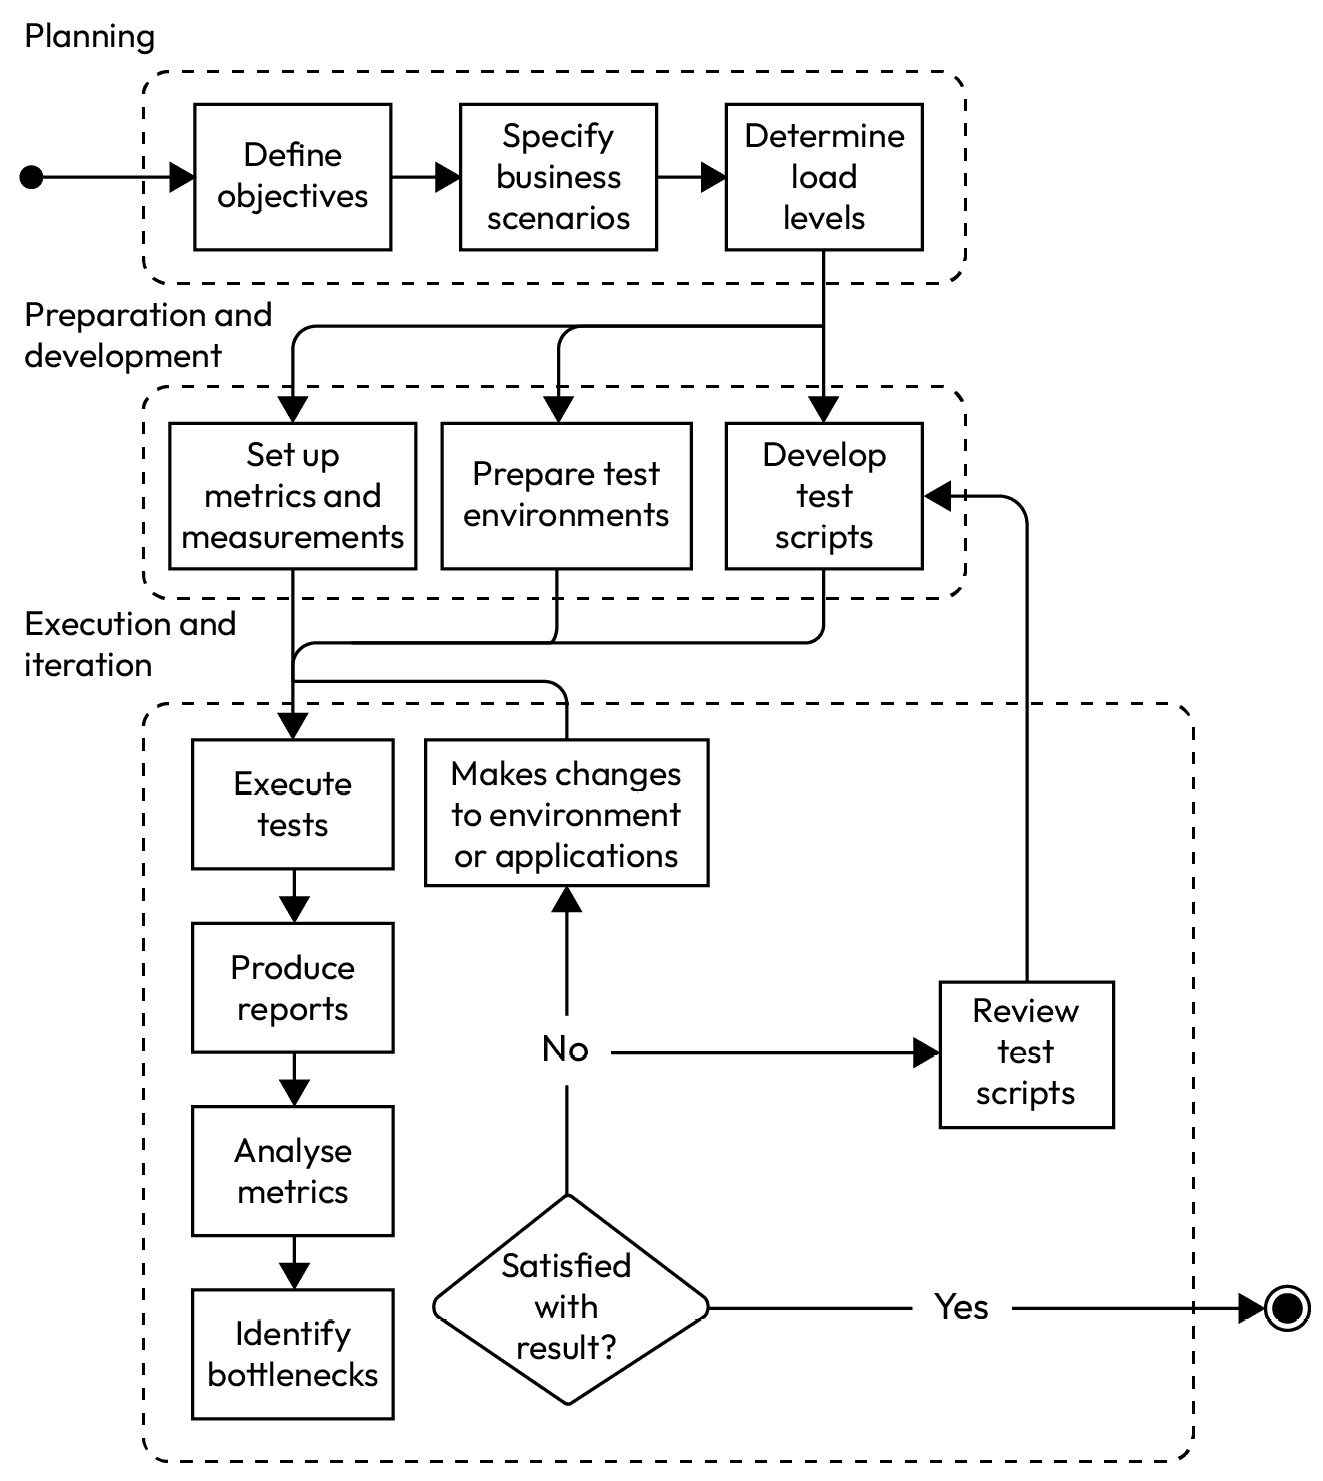 Planning
Define
objectives
Specify
business
scenarios
Determine
load
levels
Preparation and
development
Set up
metrics and
measurements
Prepare test
environments
Develop
test
scripts
Execution and
iteration
Execute
tests
Makes changes
to environment
or applications
Produce
reports
No
Review
test
scripts
Analyse
metrics
Satisfied
with
result?
Yes
Identify
bottlenecks